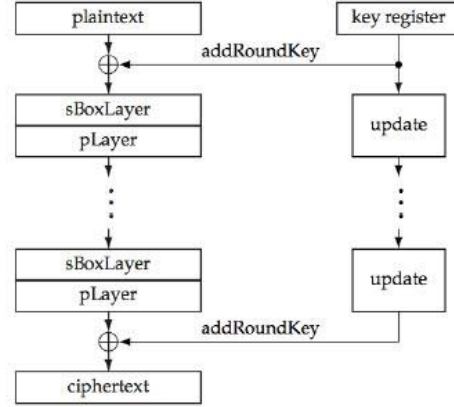 plaintext
key register
addRoundKey
sBoxLayer
pLayer
update
sBoxLayer
pLayer
update
addRoundKey
ciphertext